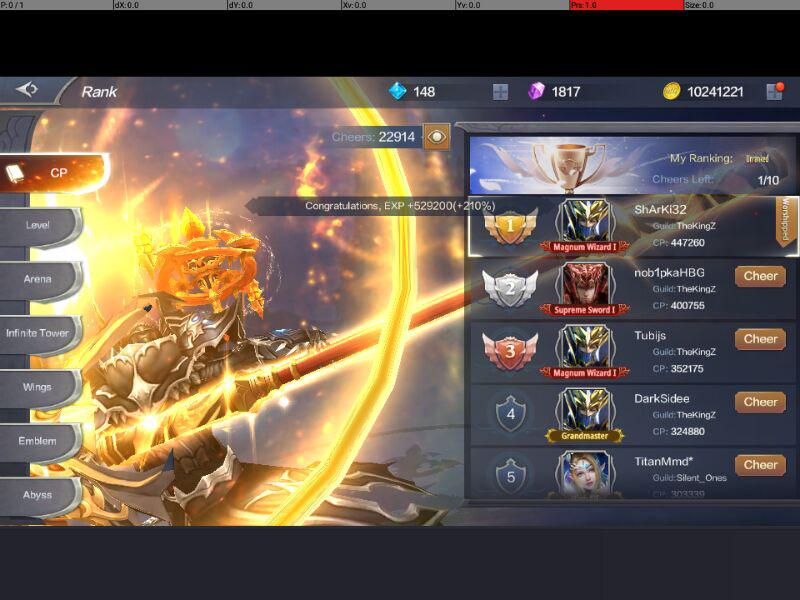 P: 0 / 1 dX: 0.0 dY: 0.0 Xv: 0.0 Yv: 0.0 Prs: 1.0 Size: 0.0
Rank 148 1817 10241221
Cheers: 22914
My Ranking:
Cheers Left: 1/10
Congratulations, EXP +529200(+210%)
CP
Level
Arena
Infinite Tower
Wings
Emblem
Abyss
1
Magnum Wizard I
ShArKi32
Guild:TheKingZ
CP: 447260
Worshipped
2
Supreme Sword I
nob1pkaHBG
Guild:TheKingZ
CP: 400755
Cheer
3
Magnum Wizard I
Tubijs
Guild:TheKingZ
CP: 352175
Cheer
4
Grandmaster
DarkSidee
Guild:TheKingZ
CP: 324880
Cheer
5
TitanMmd*
Guild:Silent_Ones
CP: 303339
Cheer